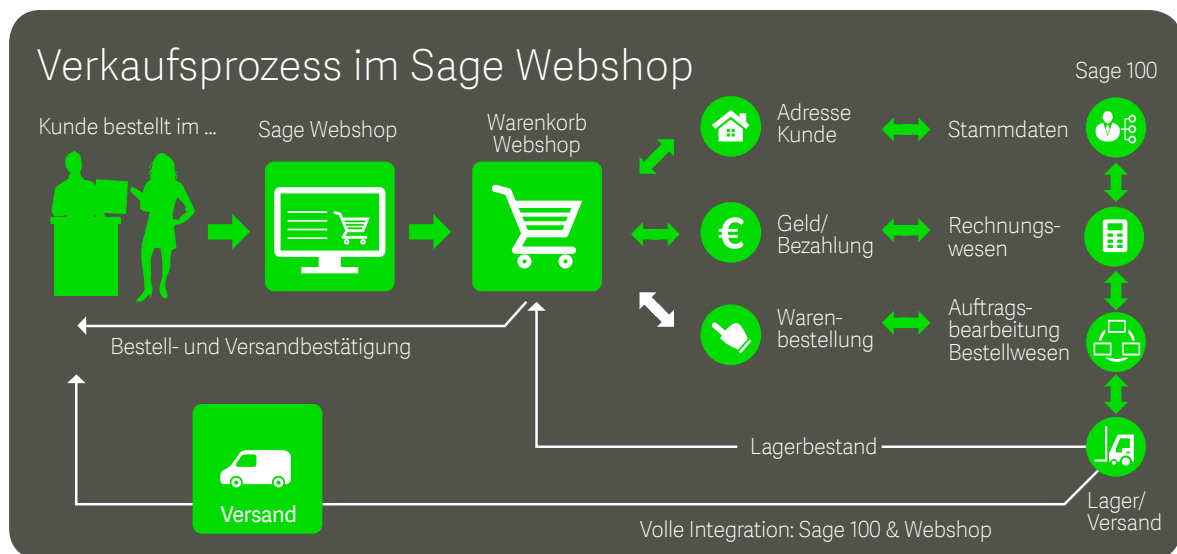 Verkaufsprozess im Sage Webshop
Sage 100
Kunde bestellt im ...
Sage Webshop
Warenkorb
Webshop
Adresse
Kunde
Stammdaten
Geld/
Bezahlung
Rechnungs-
wesen
Waren-
bestellung
Auftrags-
bearbeitung
Bestellwesen
Bestell- und Versandbestätigung
Lagerbestand
Versand
Lager/
Versand
Volle Integration: Sage 100 & Webshop